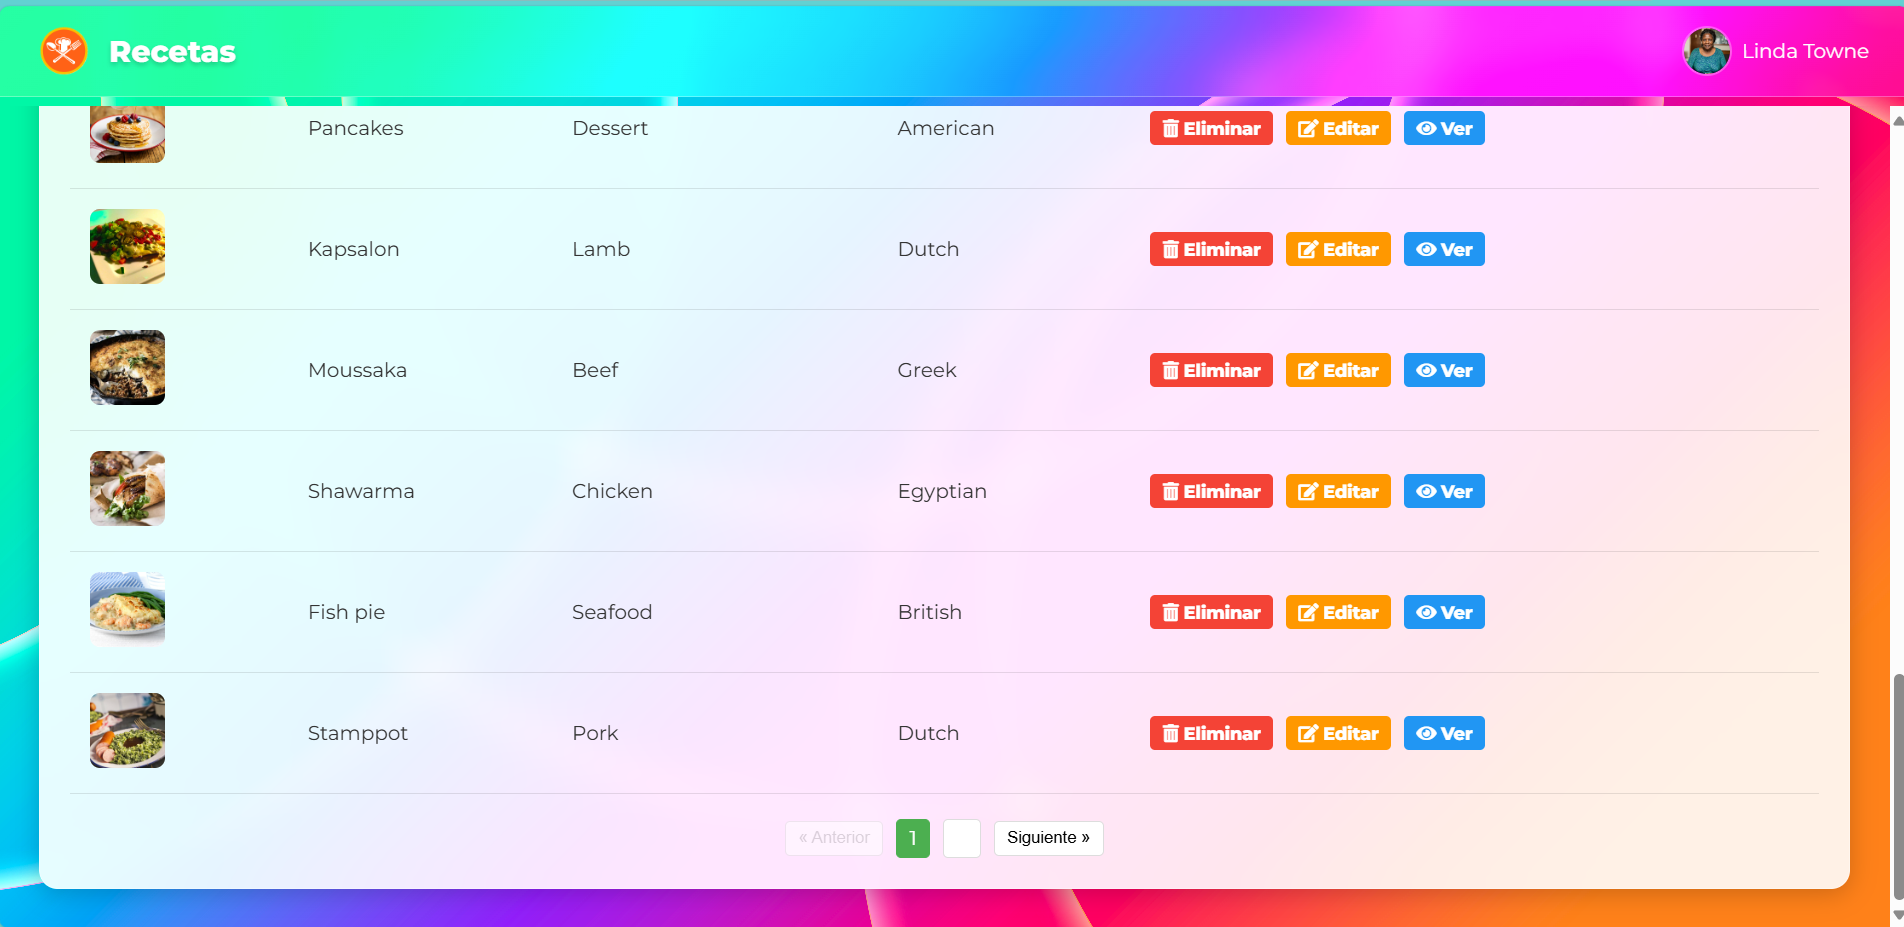 Recetas
Linda Towne
Pancakes Dessert American Eliminar Editar Ver
Kapsalon Lamb Dutch Eliminar Editar Ver
Moussaka Beef Greek Eliminar Editar Ver
Shawarma Chicken Egyptian Eliminar Editar Ver
Fish pie Seafood British Eliminar Editar Ver
Stamppot Pork Dutch Eliminar Editar Ver
« Anterior 1 Siguiente »